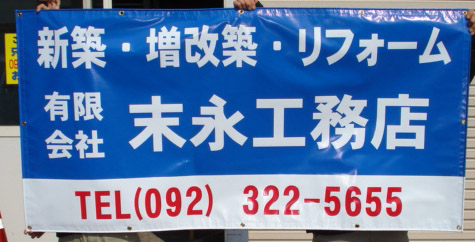 新築・増改築・リフォーム
有限会社 末永工務店
TEL(092) 322-5655